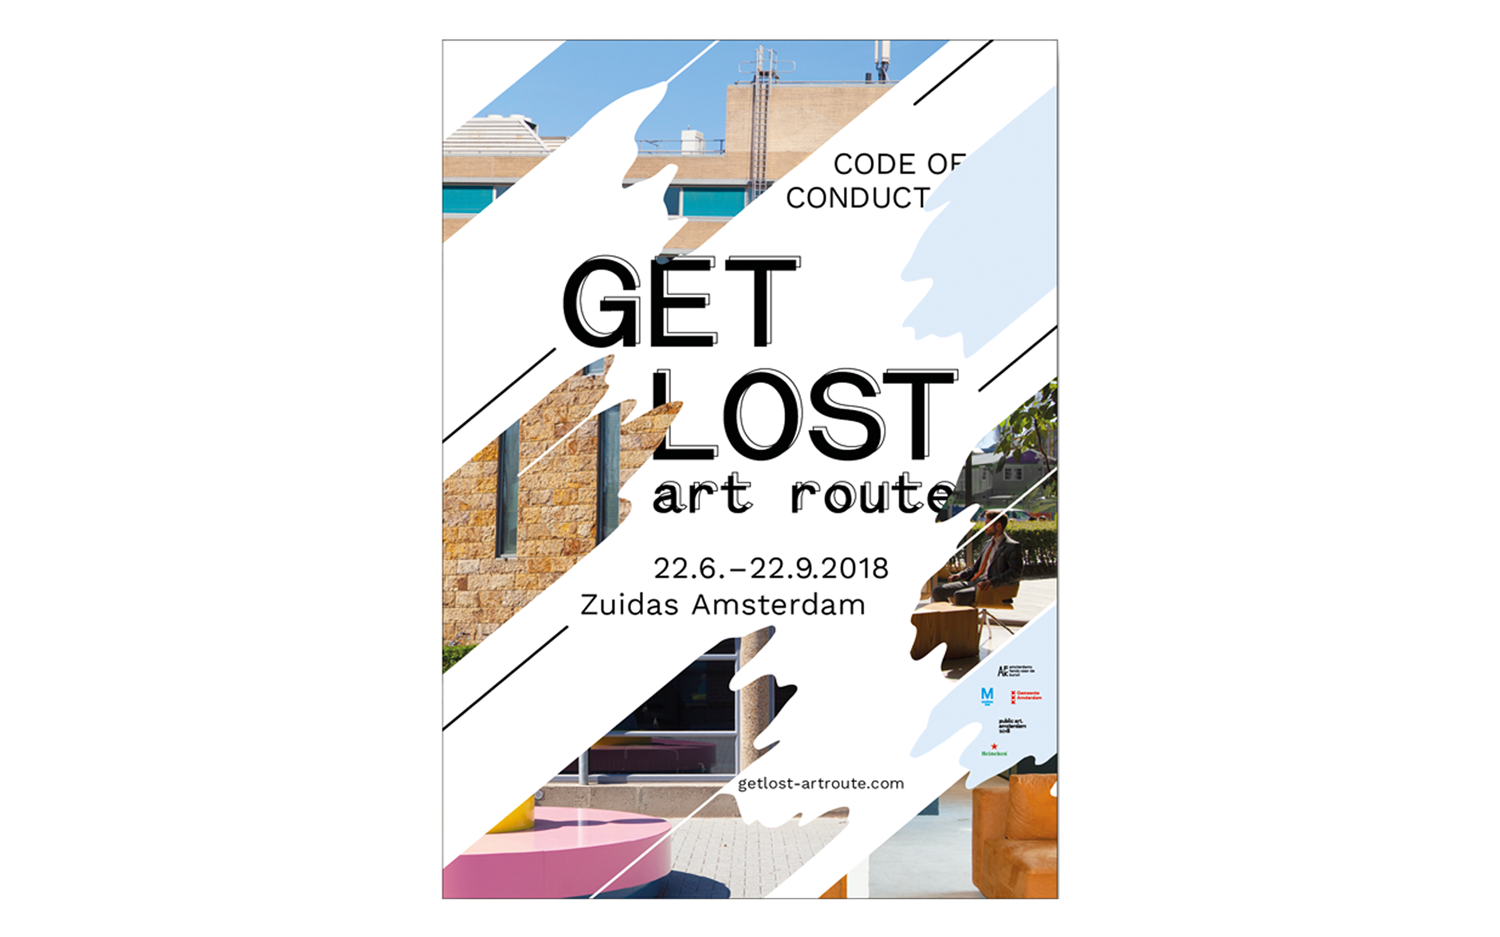 CODE OF
CONDUCT
GET
LOST
art route
22.6.–22.9.2018
Zuidas Amsterdam
amsterdams
fonds voor de
kunst
M
Gemeente
Amsterdam
public art
amsterdam
Heineken
getlost-artroute.com